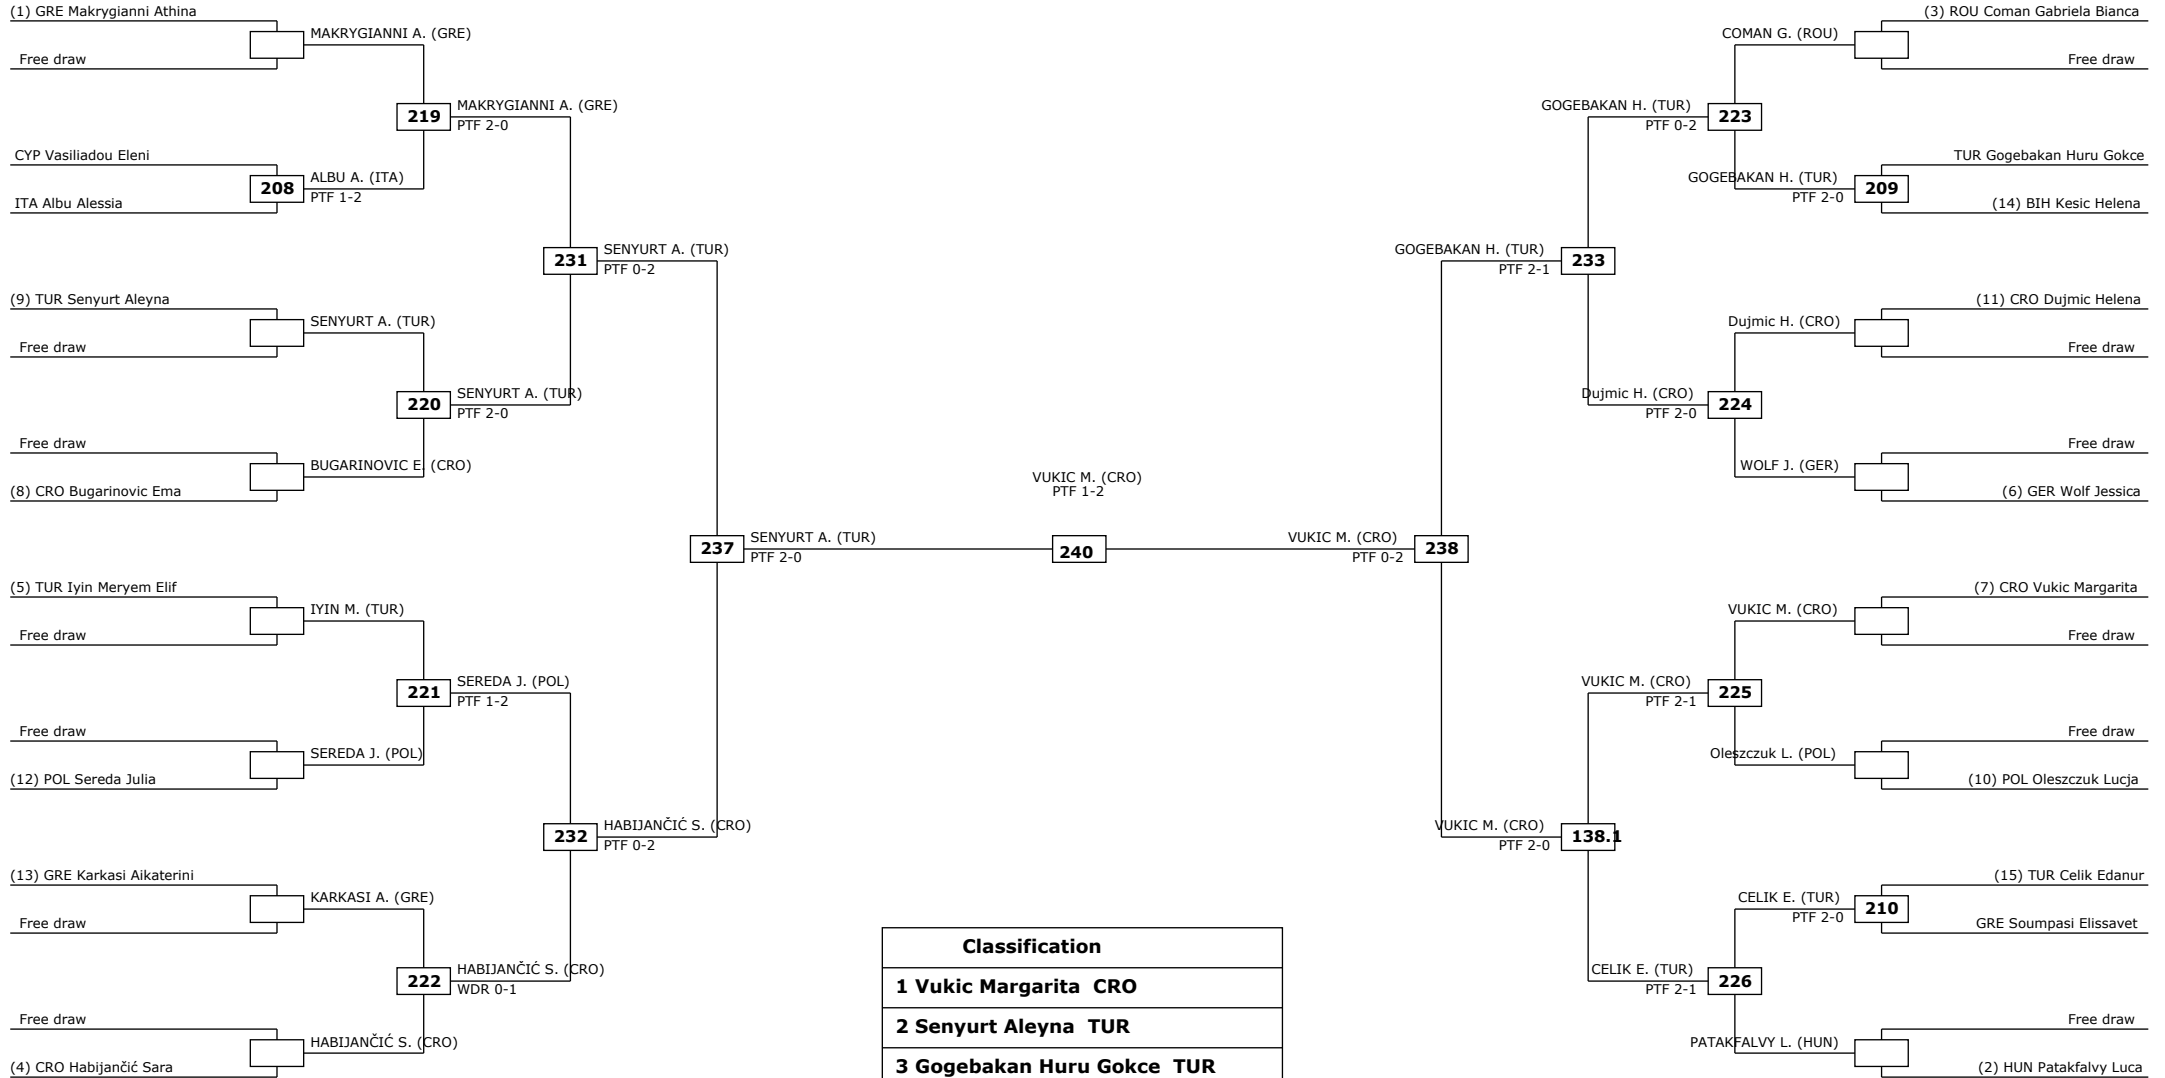 (1) GRE Makrygianni Athina
MAKRYGIANNI A. (GRE)
Free draw
219
MAKRYGIANNI A. (GRE)
PTF 2-0
CYP Vasiliadou Eleni
208
ALBU A. (ITA)
PTF 1-2
ITA Albu Alessia
231
SENYURT A. (TUR)
PTF 0-2
(9) TUR Senyurt Aleyna
SENYURT A. (TUR)
Free draw
220
SENYURT A. (TUR)
PTF 2-0
Free draw
BUGARINOVIC E. (CRO)
(8) CRO Bugarinovic Ema
237
SENYURT A. (TUR)
PTF 2-0
(5) TUR Iyin Meryem Elif
IYIN M. (TUR)
Free draw
221
SEREDA J. (POL)
PTF 1-2
Free draw
SEREDA J. (POL)
(12) POL Sereda Julia
232
HABIJANČIĆ S. (CRO)
PTF 0-2
(13) GRE Karkasi Aikaterini
KARKASI A. (GRE)
Free draw
222
HABIJANČIĆ S. (CRO)
WDR 0-1
Free draw
HABIJANČIĆ S. (CRO)
(4) CRO Habijančić Sara
VUKIC M. (CRO)
PTF 1-2
240
(3) ROU Coman Gabriela Bianca
COMAN G. (ROU)
Free draw
GOGEBAKAN H. (TUR)
PTF 0-2
223
TUR Gogebakan Huru Gokce
GOGEBAKAN H. (TUR)
PTF 2-0
209
(14) BIH Kesic Helena
GOGEBAKAN H. (TUR)
PTF 2-1
233
(11) CRO Dujmic Helena
Dujmic H. (CRO)
Free draw
Dujmic H. (CRO)
PTF 2-0
224
Free draw
WOLF J. (GER)
(6) GER Wolf Jessica
VUKIC M. (CRO)
PTF 0-2
238
(7) CRO Vukic Margarita
VUKIC M. (CRO)
Free draw
VUKIC M. (CRO)
PTF 2-1
225
Free draw
Oleszczuk L. (POL)
(10) POL Oleszczuk Lucja
VUKIC M. (CRO)
PTF 2-0
138.1
(15) TUR Celik Edanur
CELIK E. (TUR)
PTF 2-0
210
GRE Soumpasi Elissavet
CELIK E. (TUR)
PTF 2-1
226
Free draw
PATAKFALVY L. (HUN)
(2) HUN Patakfalvy Luca
Classification
1 Vukic Margarita CRO
2 Senyurt Aleyna TUR
3 Gogebakan Huru Gokce TUR